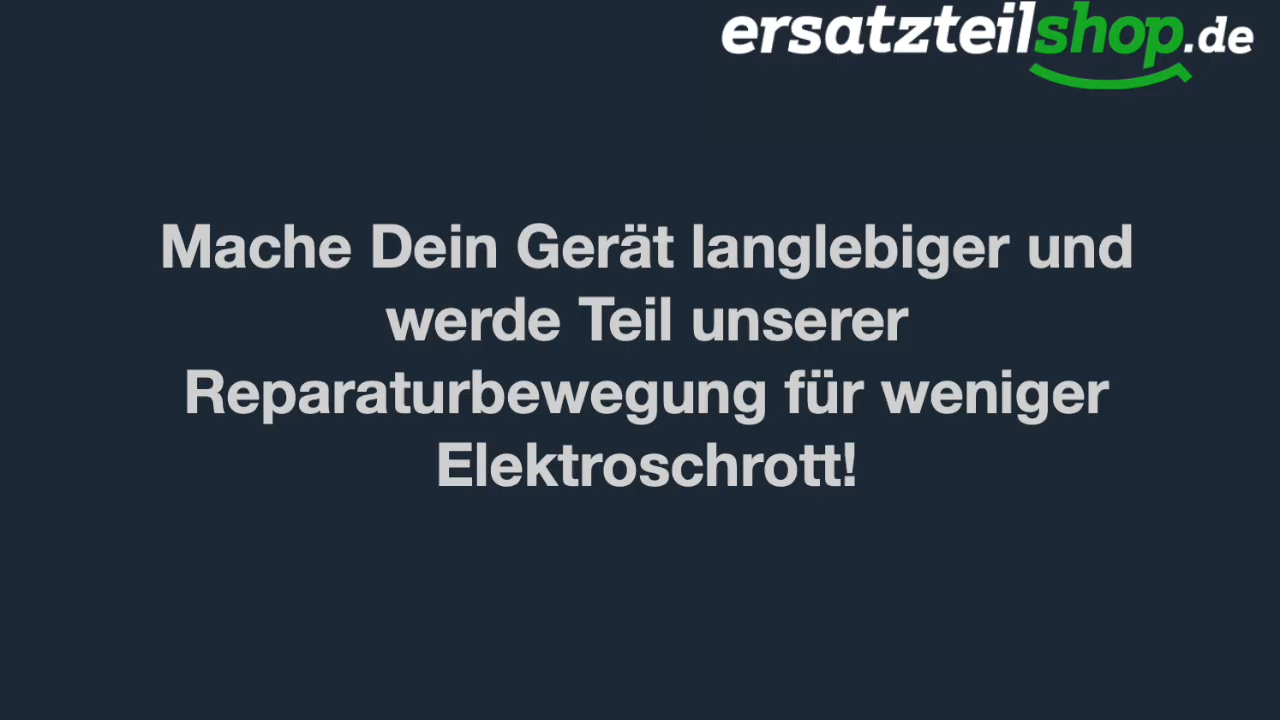 ersatzteilshop.de
Mache Dein Gerät langlebiger und
werde Teil unserer
Reparaturbewegung für weniger
Elektroschrott!